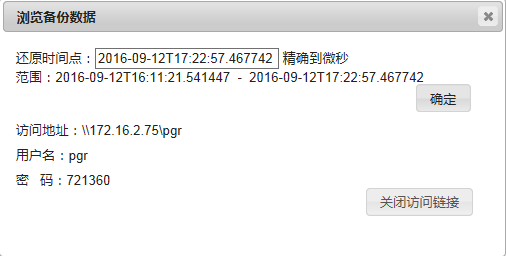 浏览备份数据
还原时间点：2016-09-12T17:22:57.467742 精确到微秒
范围：2016-09-12T16:11:21.541447 - 2016-09-12T17:22:57.467742
确定
访问地址：\\172.16.2.75\pgr
用户名：pgr
密 码：721360
关闭访问链接